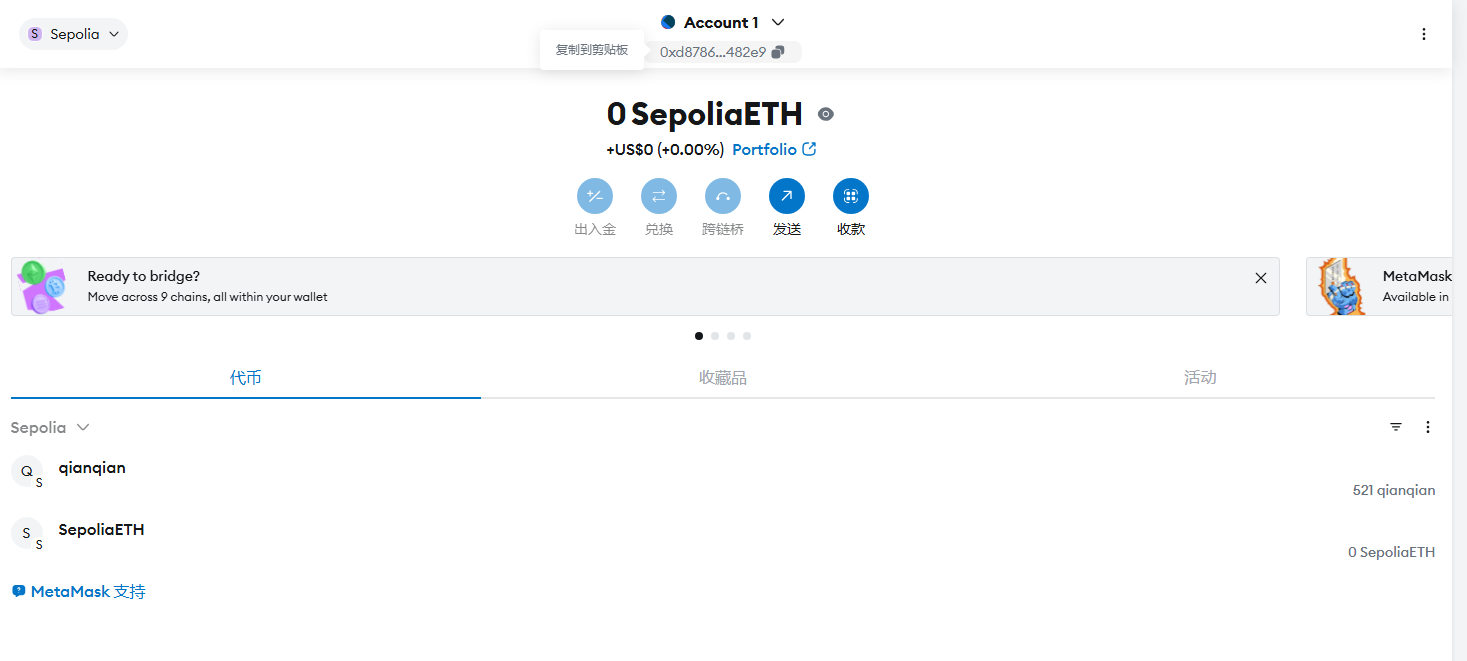 S Sepolia
Account 1
复制到剪贴板
0xd8786...482e9
0 SepoliaETH
+US$0 (+0.00%) Portfolio
出入金 兑换 跨链桥 发送 收款
Ready to bridge?
Move across 9 chains, all within your wallet
MetaMask
Available in
代币 收藏品 活动
Sepolia
Q S qianqian
521 qianqian
S S SepoliaETH
0 SepoliaETH
MetaMask 支持